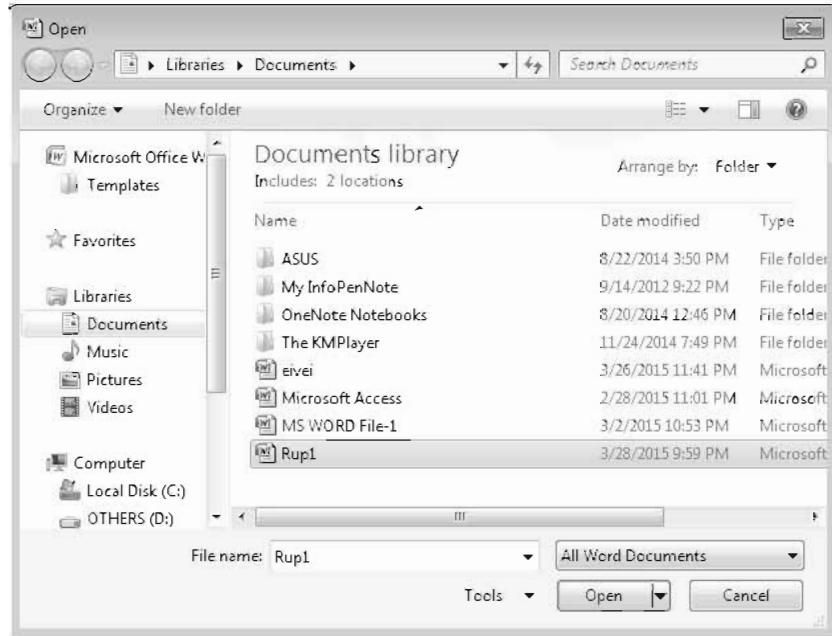 Open
Libraries Documents
Search Documents
Organize New folder
Microsoft Office W
Templates
Favorites
Libraries
Documents
Music
Pictures
Videos
Computer
Local Disk (C:)
OTHERS (D:)
Documents library
Includes: 2 locations
Arrange by: Folder
Name Date modified Type
ASUS 8/22/2014 3:50 PM File folder
My InfoPenNote 9/14/2012 9:22 PM File folder
OneNote Notebooks 8/20/2014 12:46 PM File folder
The KMPlayer 11/24/2014 7:49 PM File folder
eivei 3/26/2015 11:41 PM Microsoft
Microsoft Access 2/28/2015 11:01 PM Microsoft
MS WORD File-1 3/2/2015 10:53 PM Microsoft
Rup1 3/28/2015 9:59 PM Microsoft
File name: Rup1 All Word Documents
Tools Open Cancel